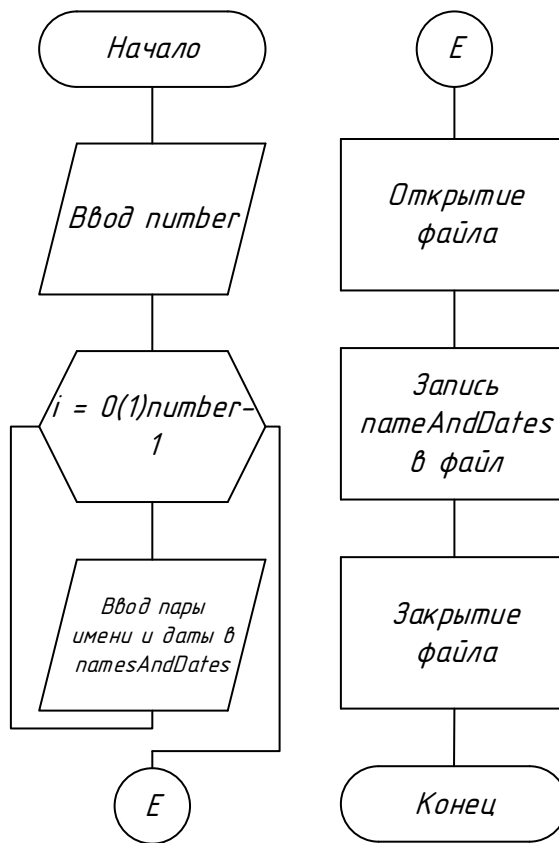 Начало
Ввод number
i = 0(1)number-
1
Ввод пары
имени и даты в
namesAndDates
E
E
Открытие
файла
Запись
nameAndDates
в файл
Закрытие
файла
Конец